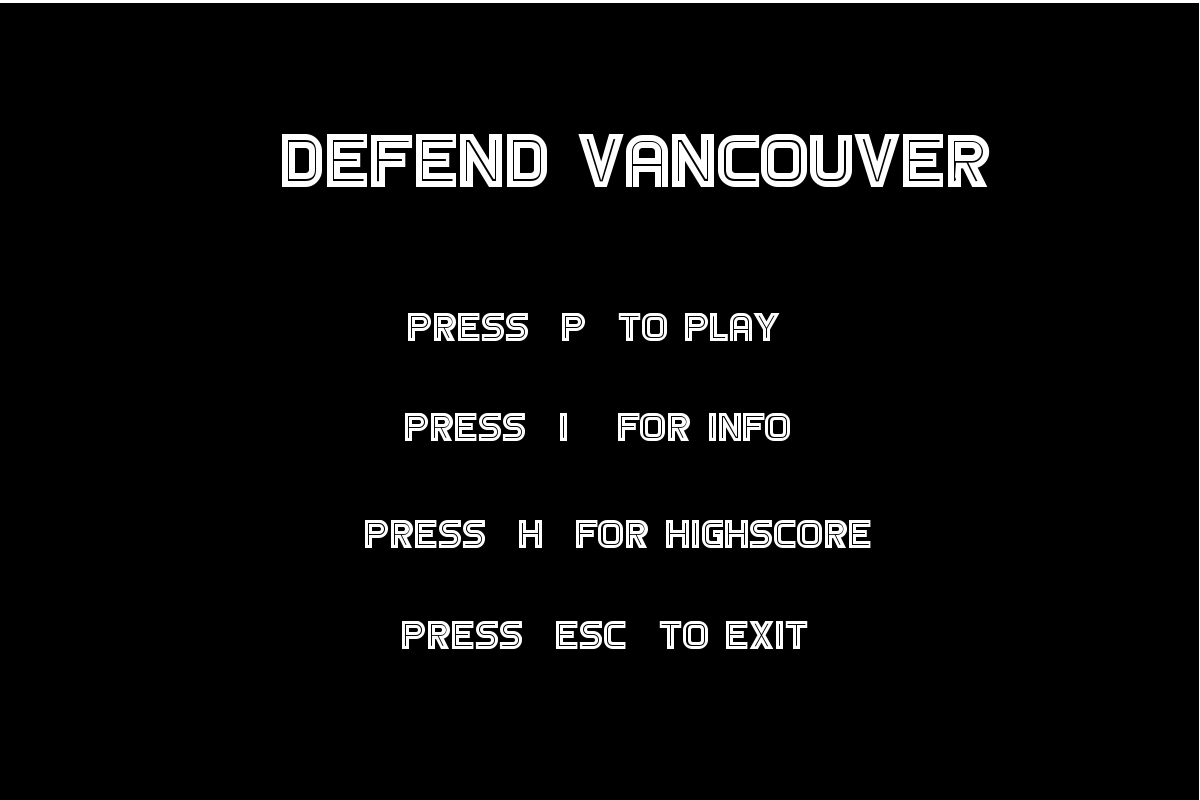 DEFEND VANCOUVER
PRESS P TO PLAY
PRESS I FOR INFO
PRESS H FOR HIGHSCORE
PRESS ESC TO EXIT